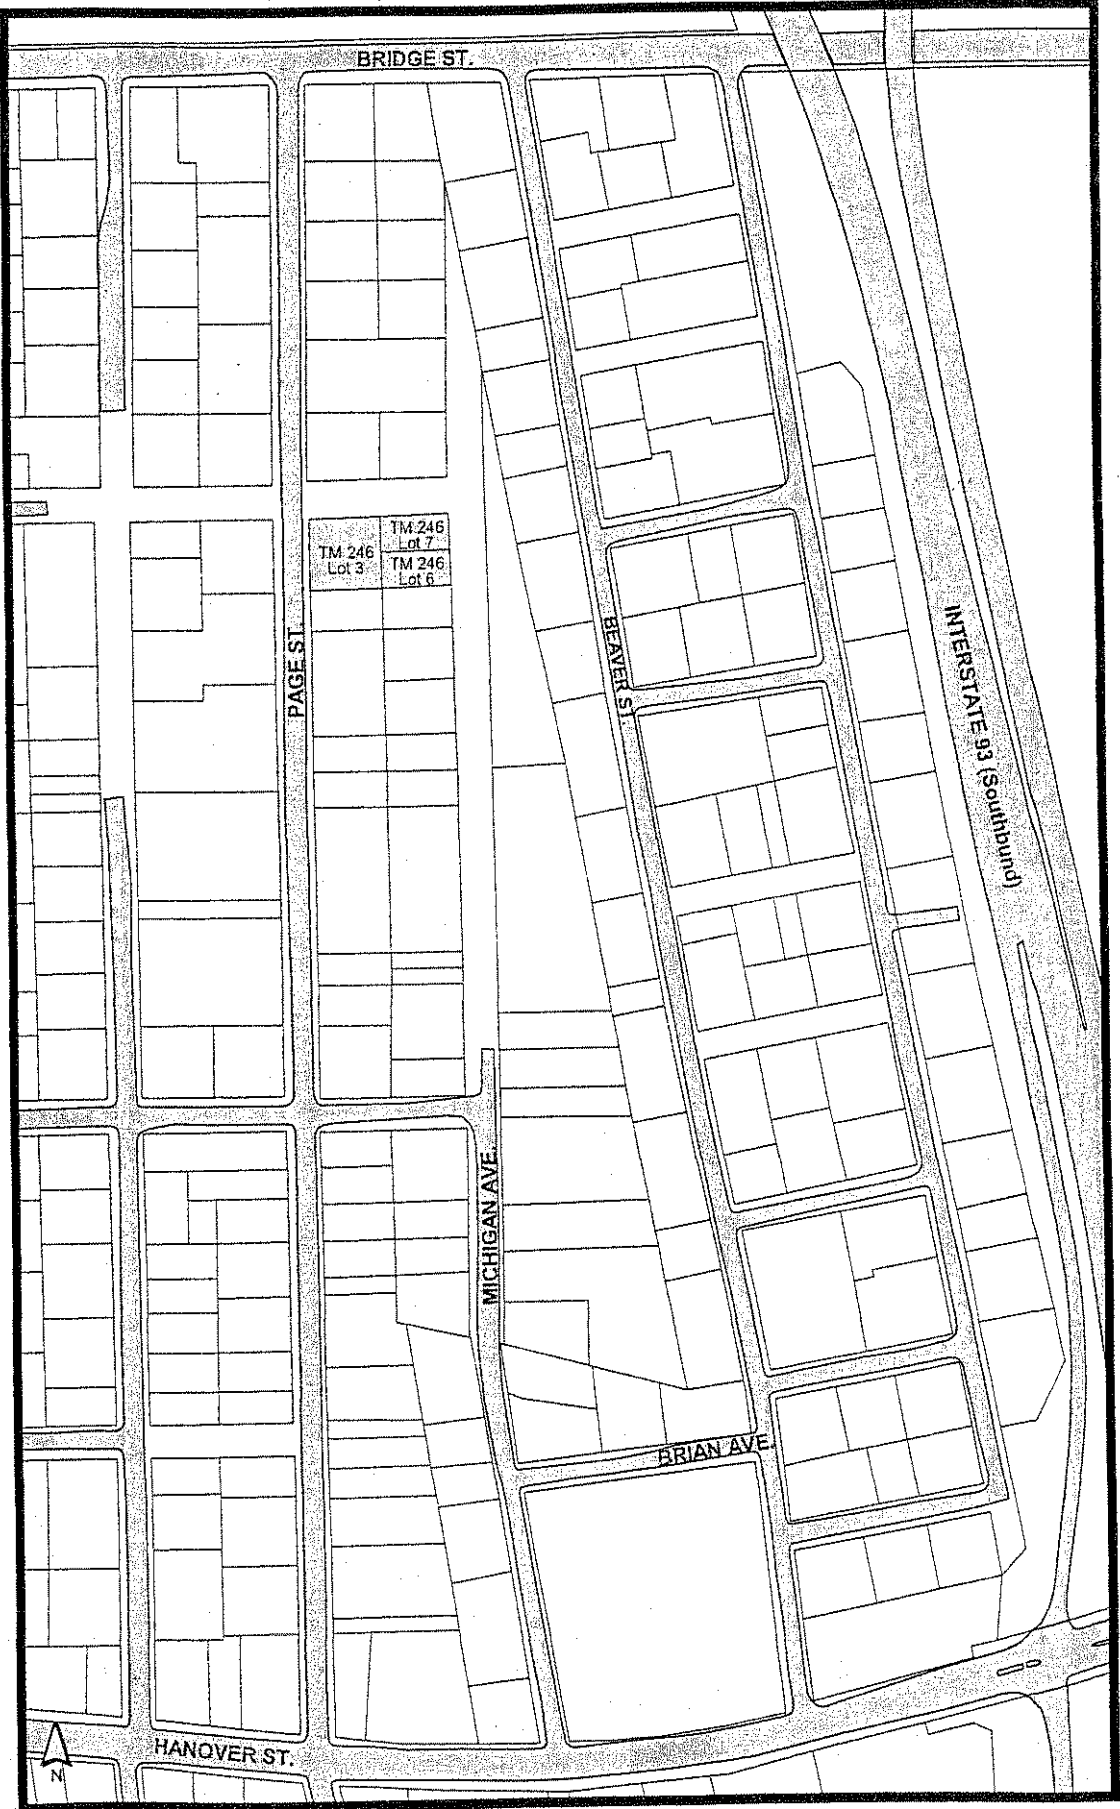 BRIDGE ST.
TM 246
Lot 3
TM 246
Lot 7
TM 246
Lot 6
PAGE ST.
BEAVER ST.
INTERSTATE 93 (Southbund)
MICHIGAN AVE.
BRIAN AVE.
HANOVER ST.
N